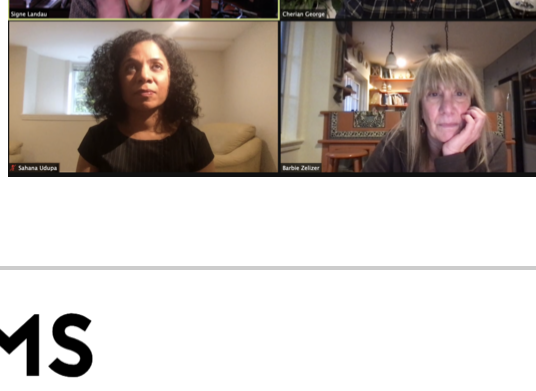 Signe Landau
Cherian George
Sahana Udupa
Barbie Zelizer
MS